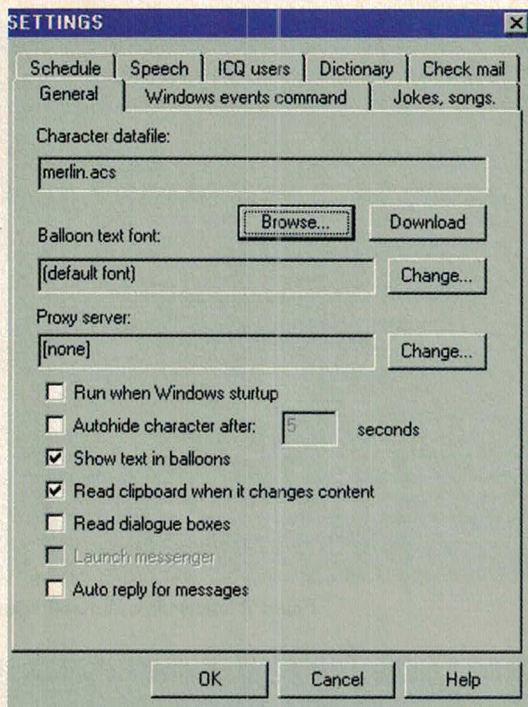 SETTINGS
Schedule Speech ICQ users Dictionary Check mail
General Windows events command Jokes, songs.
Character datafile:
merlin.acs
Browse... Download
Balloon text font:
(default font)
Change...
Proxy server:
[none]
Change...
Run when Windows sturtup
Autohide character after: 5 seconds
Show text in balloons
Read clipboard when it changes content
Read dialogue boxes
Launch messenger
Auto reply for messages
OK Cancel Help